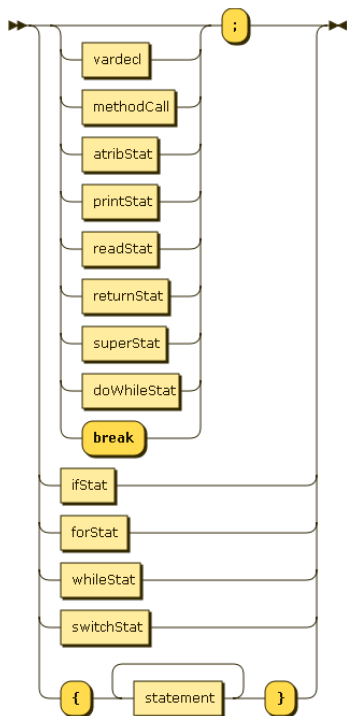 ;
vardecl
methodCall
atribStat
printStat
readStat
returnStat
superStat
doWhileStat
break
ifStat
forStat
whileStat
switchStat
{ statement }